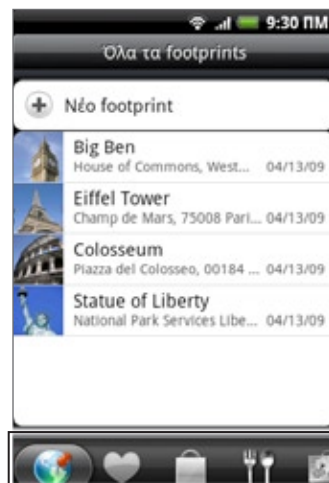 9:30 ΠΜ
Όλα τα footprints
Νέο footprint
Big Ben
House of Commons, West... 04/13/09
Eiffel Tower
Champ de Mars, 75008 Pari... 04/13/09
Colosseum
Piazza del Colosseo, 00184 ... 04/13/09
Statue of Liberty
National Park Services Libe... 04/13/09